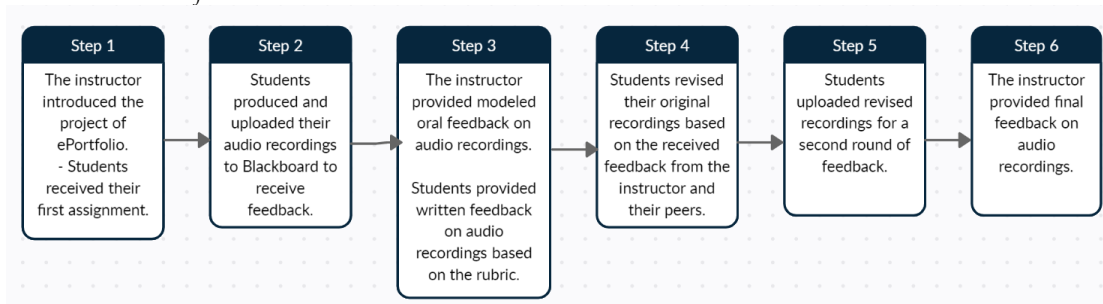 Step 1
The instructor
introduced the
project of
ePortfolio.
- Students
received their
first assignment.
Step 2
Students
produced and
uploaded their
audio recordings
to Blackboard to
receive
feedback.
Step 3
The instructor
provided modeled
oral feedback on
audio recordings.
Students provided
written feedback
on audio
recordings based
on the rubric.
Step 4
Students revised
their original
recordings based
on the received
feedback from the
instructor and
their peers.
Step 5
Students
uploaded revised
recordings for a
second round of
feedback.
Step 6
The instructor
provided final
feedback on
audio
recordings.